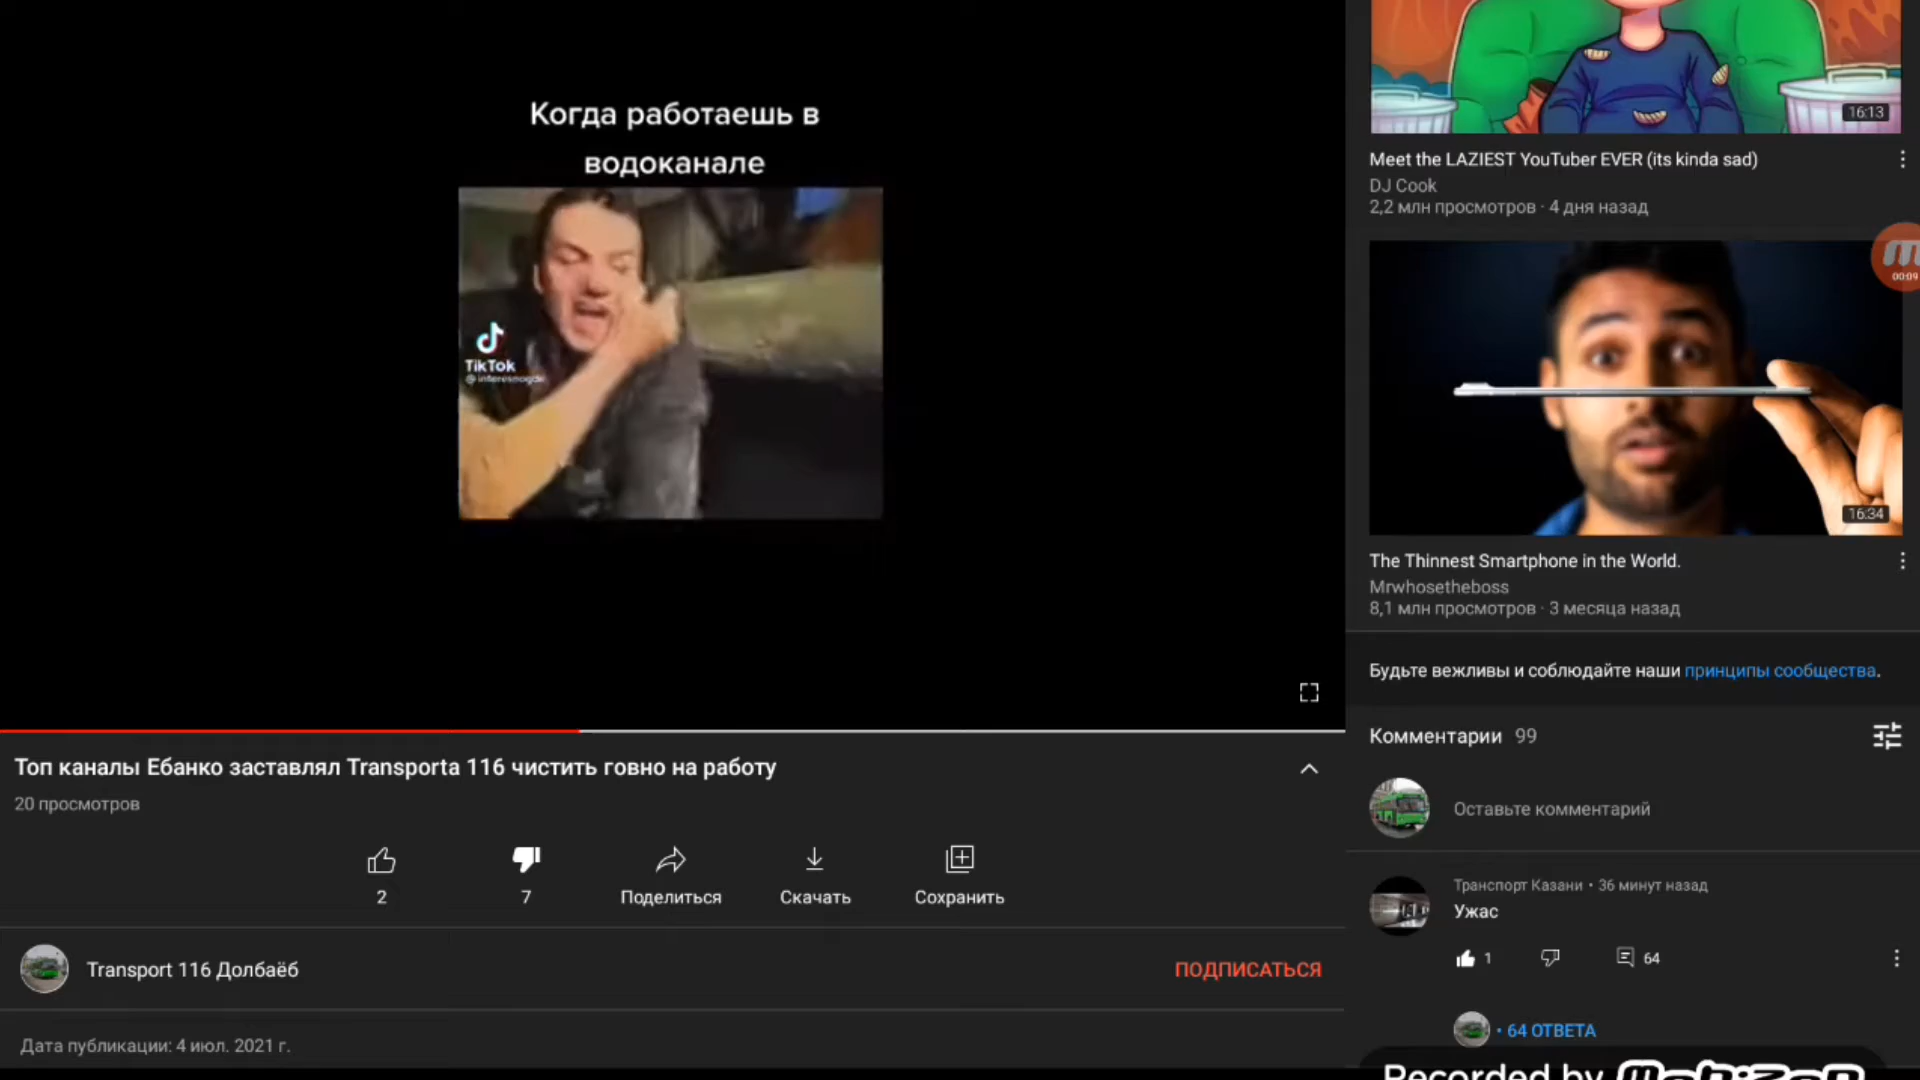 Когда работаешь в
водоканале
TikTok
Топ каналы Ебанко заставлял Transporta 116 чистить говно на работу
20 просмотров
2
7
Поделиться
Скачать
Сохранить
Transport 116 Долбаёб
ПОДПИСАТЬСЯ
Дата публикации: 4 июл. 2021 г.
16:13
Meet the LAZIEST YouTuber EVER (its kinda sad)
DJ Cook
2,2 млн просмотров · 4 дня назад
00:09
16:34
The Thinnest Smartphone in the World.
Mrwhosetheboss
8,1 млн просмотров · 3 месяца назад
Будьте вежливы и соблюдайте наши принципы сообщества.
Комментарии 99
Оставьте комментарий
Транспорт Казани • 36 минут назад
Ужас
1
64
• 64 ОТВЕТА
Recorded by